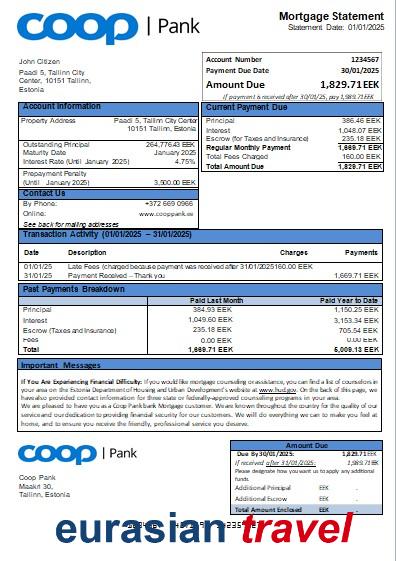 coop | Pank
Mortgage Statement
Statement Date: 01/01/2025
John Citizen
Paadi 5, Tallinn City
Center, 10151 Tallinn,
Estonia
Account Number 1234567
Payment Due Date 30/01/2025
Amount Due 1,829.71 EEK
If payment is received after 30/01/25, pay 1,989.71 EEK
Account Information
Property Address Paadi 5, Tallinn City Center
10151 Tallinn, Estonia
Outstanding Principal 264,776.43 EEK
Maturity Date January 2025
Interest Rate (Until January 2025) 4.75%
Prepayment Penalty
(Until January 2025) 3,500.00 EEK
Contact Us
By Phone: +372 669 0966
Online: www.cooppank.ee
See back for mailing addresses
Current Payment Due
Principal 386.46 EEK
Interest 1,048.07 EEK
Escrow (for Taxes and Insurance) 235.18 EEK
Regular Monthly Payment 1,669.71 EEK
Total Fees Charged 160.00 EEK
Total Amount Due 1,829.71 EEK
Transaction Activity (01/01/2025 – 31/01/2025)
Date Description Charges Payments
01/01/25 Late Fees (charged because payment was received after 31/01/2025 160.00 EEK
31/01/25 Payment Received – Thank you 1,669.71 EEK
Past Payments Breakdown
Paid Last Month Paid Year to Date
Principal 384.93 EEK 1,150.25 EEK
Interest 1,049.60 EEK 3,153.34 EEK
Escrow (Taxes and Insurance) 235.18 EEK 705.54 EEK
Fees 0.00 EEK 0.00 EEK
Total 1,669.71 EEK 5,009.13 EEK
Important Messages
If You Are Experiencing Financial Difficulty: If you would like mortgage counseling or assistance, you can find a list of counselors in
your area on the Estonia Department of Housing and Urban Development's website at www.hud.gov. On the back of this page, we
have also provided contact information for three state or federally-approved counseling programs in your area.
We are pleased to have you as a Coop Pank bank Mortgage customer. We are known throughout the country for the quality of our
service and our dedication to providing financial security for our customers. We will do everything we can to make you feel at
home, and to ensure you receive the friendly, professional service you deserve.
coop | Pank
Coop Pank
Maakri 30,
Tallinn, Estonia
Amount Due
Due By 30/01/2025: 1,829.71 EEK
If received after 31/01/2025: 1,989.71 EEK
Please designate how you want us to apply any additional
funds.
Additional Principal EEK .
Additional Escrow EEK .
Total Amount Enclosed EEK .
eurasian travel